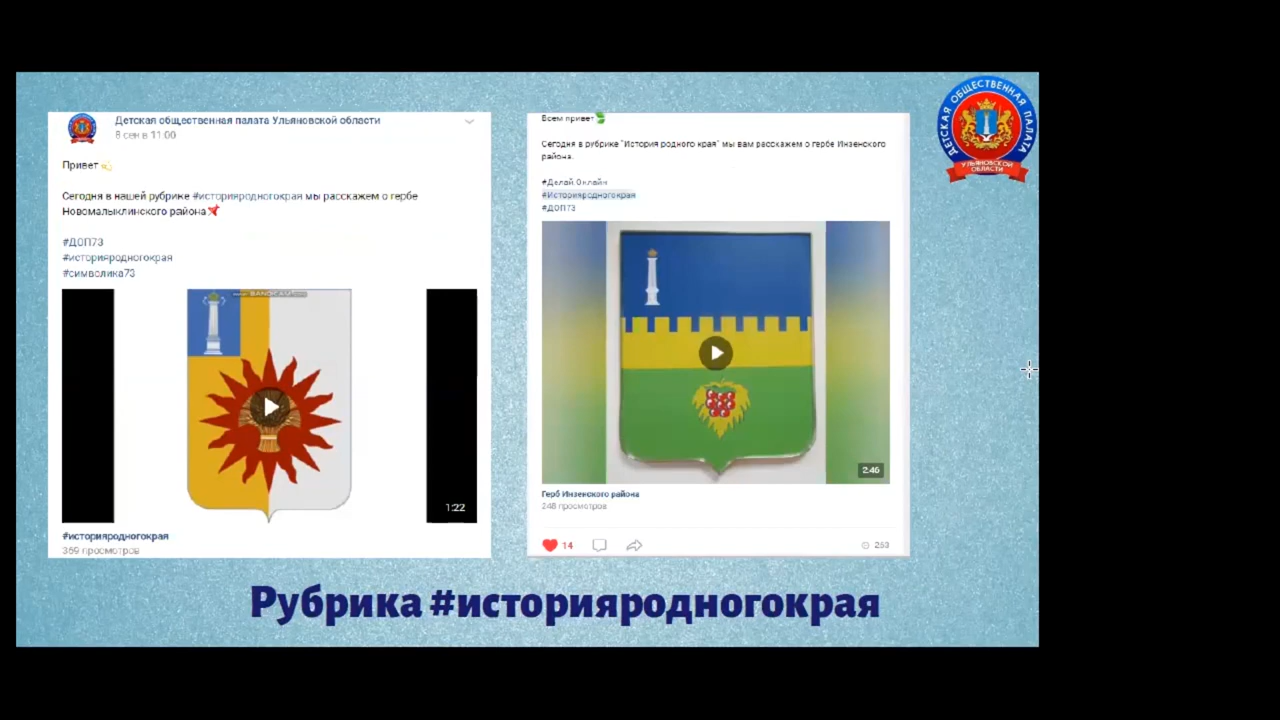 Детская общественная палата Ульяновской области
8 сен в 11:00
Привет
Сегодня в нашей рубрике #историяродногокрая мы расскажем о гербе
Новомалыклинского района
#ДОП73
#историяродногокрая
#символика73
BANDICAM
1:22
#историяродногокрая
369 просмотров
Всем привет
Сегодня в рубрике "История родного края" мы вам расскажем о гербе Инзенского
района.
#Делай Онлайн
#Историяродногокрая
#ДОП73
2:46
Герб Инзенского района
248 просмотров
14
263
ДЕТСКАЯ ОБЩЕСТВЕННАЯ ПАЛАТА
УЛЬЯНОВСКОЙ
ОБЛАСТИ
Рубрика #историяродногокрая